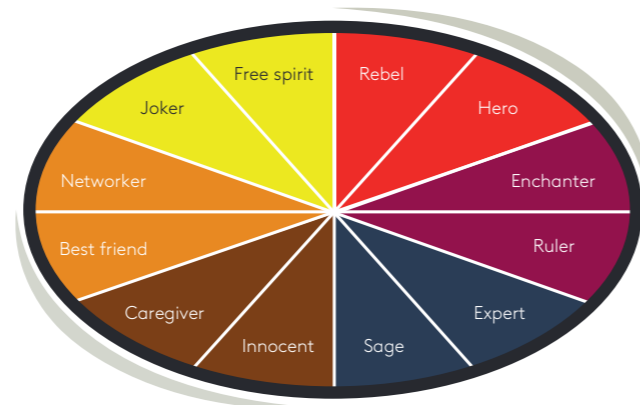 Free spirit
Rebel
Joker
Hero
Networker
Enchanter
Best friend
Ruler
Caregiver
Expert
Innocent
Sage